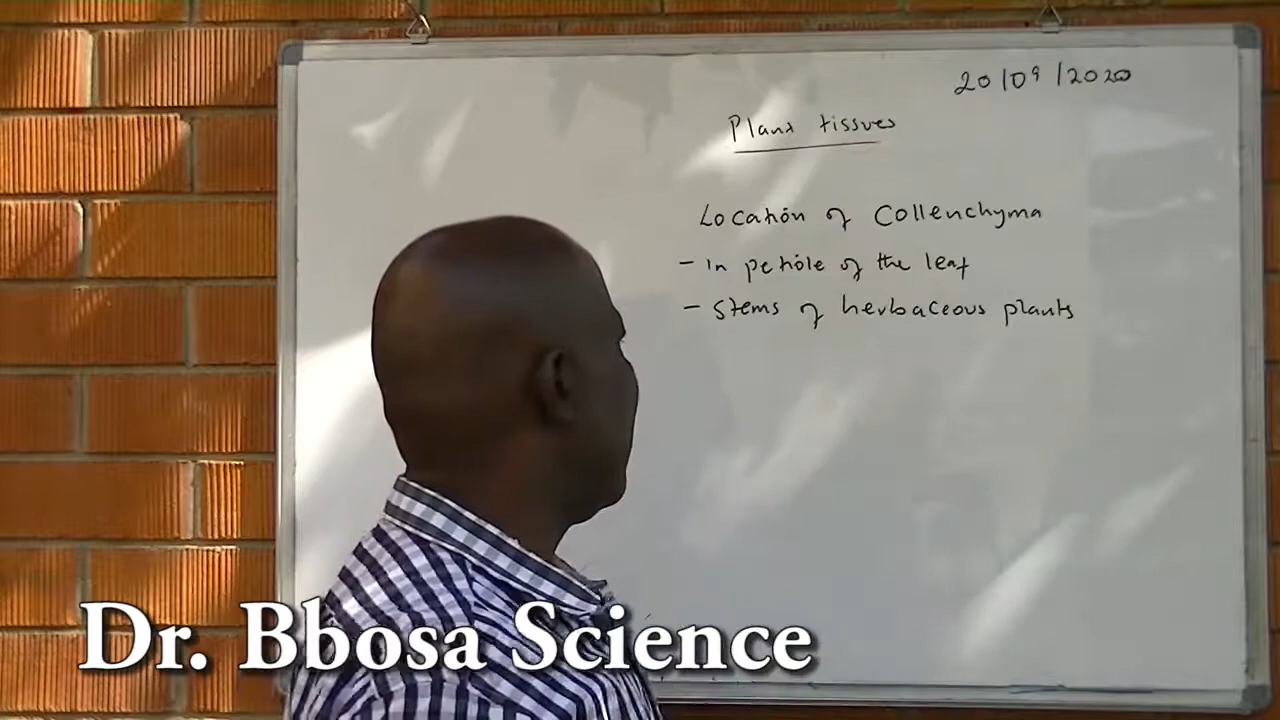 20/09/2020
Plant tissues
Location of Collenchyma
- In petiole of the leaf
- Stems of herbaceous plants
Dr. Bbosa Science